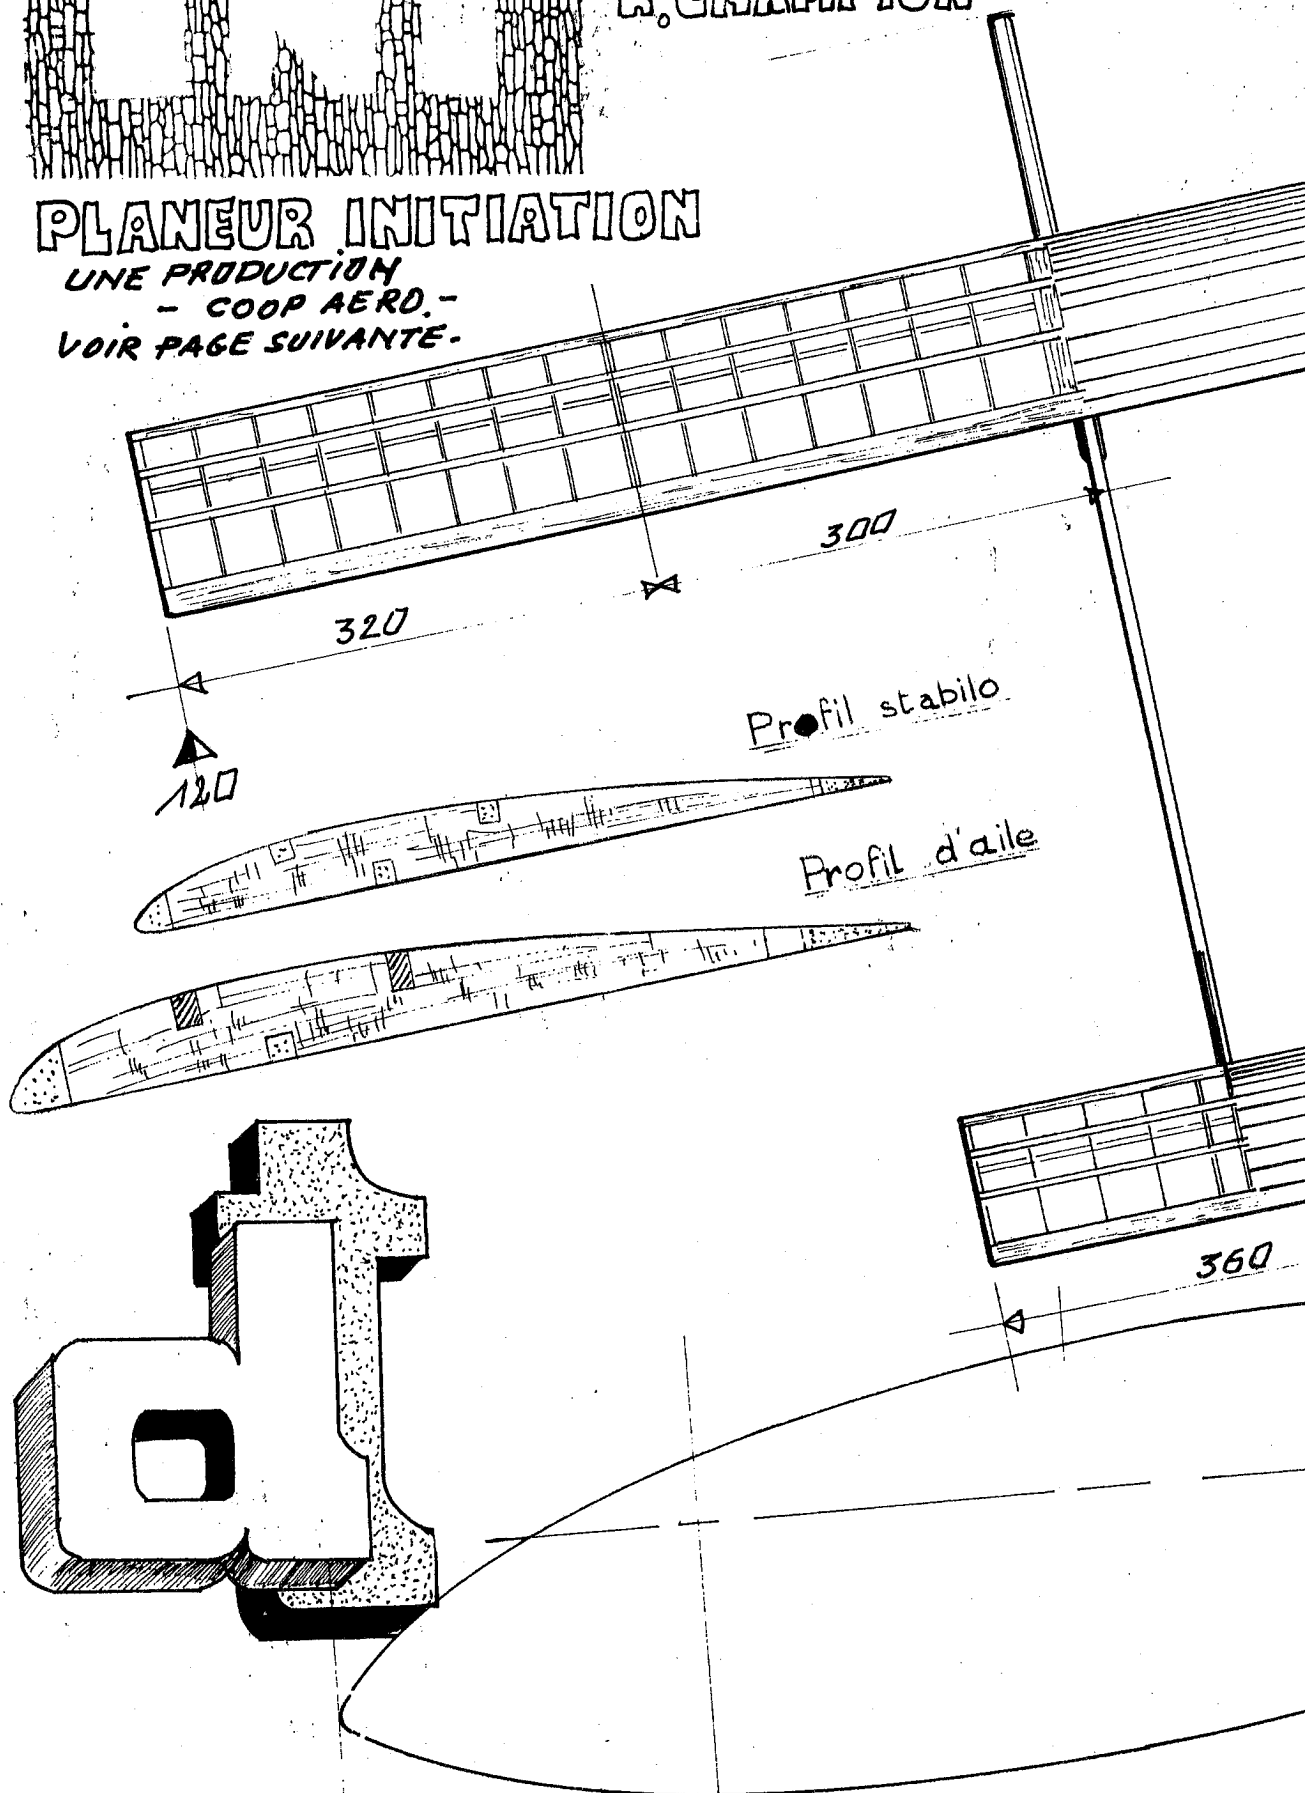 PLANEUR INITIATION
UNE PRODUCTION
- COOP AERO. -
VOIR PAGE SUIVANTE.
300
320
120
Profil stabilo
Profil d'aile
360